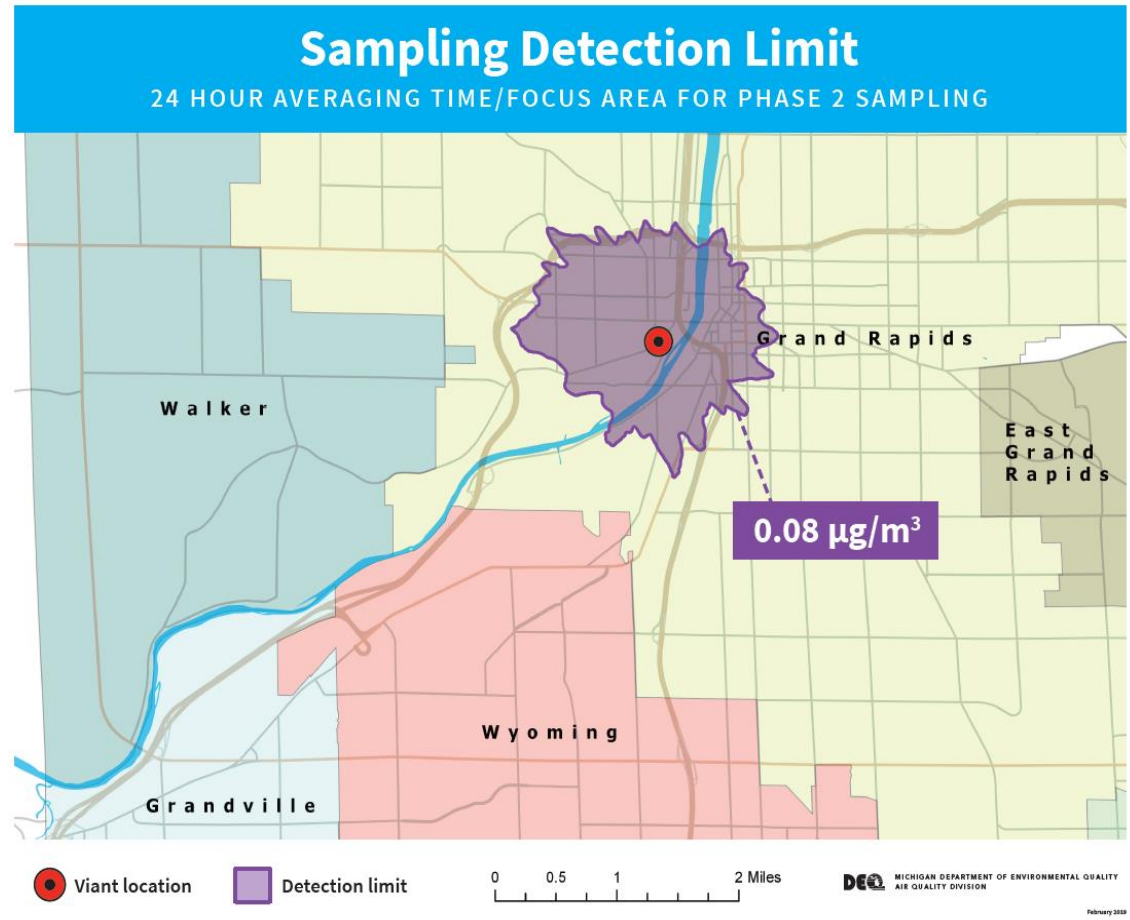 Sampling Detection Limit
24 HOUR AVERAGING TIME/FOCUS AREA FOR PHASE 2 SAMPLING
Grand Rapids
Walker
East
Grand
Rapids
0.08 µg/m³
Wyoming
Grandville
Viant location
Detection limit
0 0.5 1 2 Miles
DEQ
MICHIGAN DEPARTMENT OF ENVIRONMENTAL QUALITY
AIR QUALITY DIVISION
February 2019